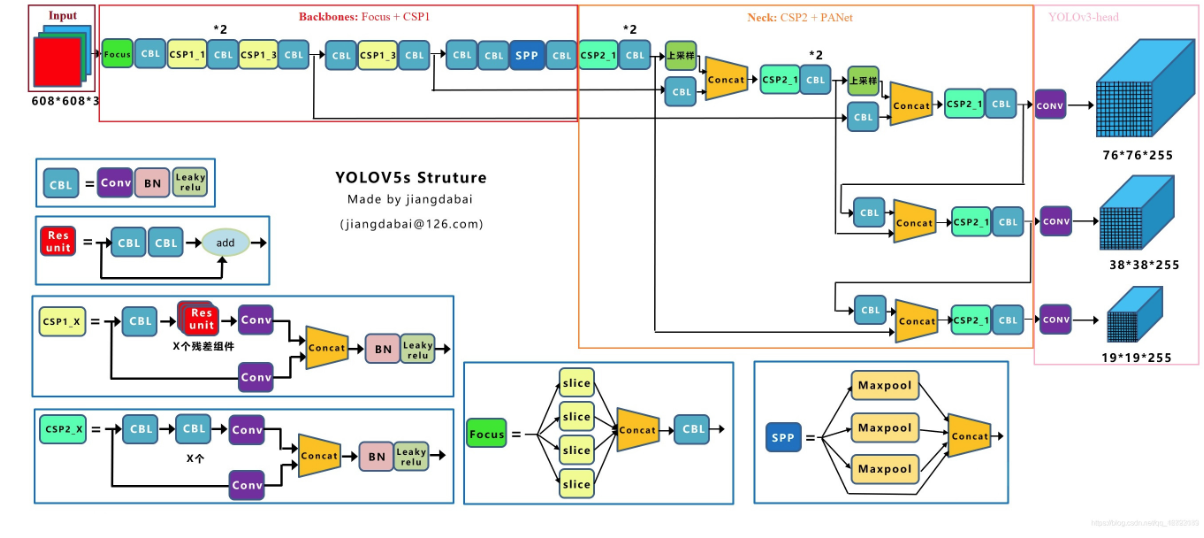 Input
Backbones: Focus + CSP1
Neck: CSP2 + PANet
YOLOv3-head
*2
*2
*2
Focus CBL CSP1_1 CBL CSP1_3 CBL CBL CSP1_3 CBL CBL CBL SPP CBL CSP2_1 CBL 上采样
CBL Concat CSP2_1 CBL 上采样
CBL Concat CSP2_1 CBL CONV
608*608*3
76*76*255
CBL = Conv BN Leaky relu
YOLOV5s Struture
Made by jiangdabai
(jiangdabai@126.com)
CBL Concat CSP2_1 CBL CONV
38*38*255
Res unit = CBL CBL add
CBL Concat CSP2_1 CBL CONV
19*19*255
CSP1_X = CBL Res unit Conv
X个残差组件
Conv
Concat BN Leaky relu
CSP2_X = CBL CBL Conv
X个
Conv
Concat BN Leaky relu
Focus =
slice
slice
slice
slice
Concat CBL
SPP =
Maxpool
Maxpool
Maxpool
Concat